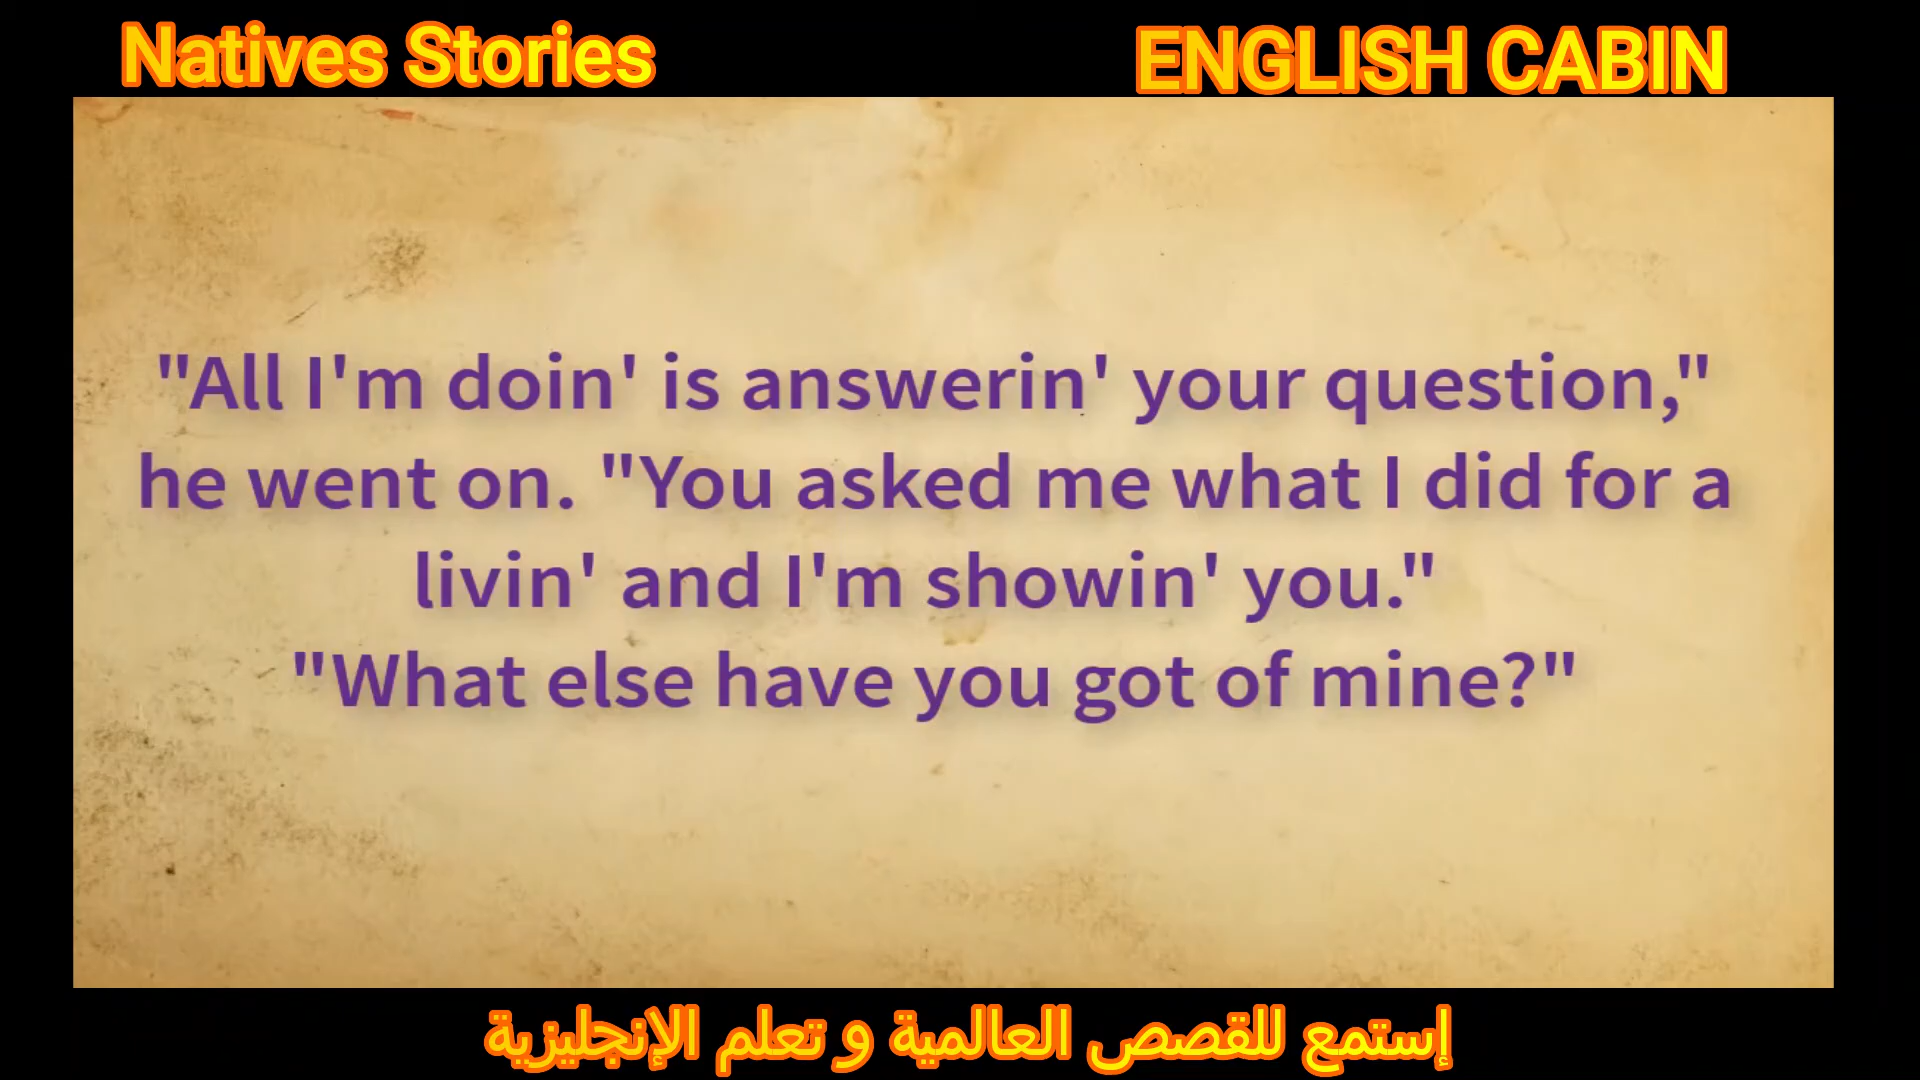 Natives Stories
ENGLISH CABIN
"All I'm doin' is answerin' your question,"
he went on. "You asked me what I did for a
livin' and I'm showin' you."
"What else have you got of mine?"
إستمع للقصص العالمية و تعلم الإنجليزية